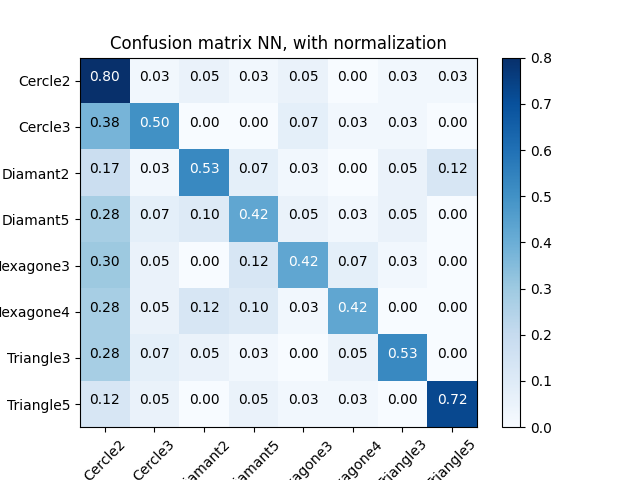 Confusion matrix NN, with normalization
Cercle2 0.80 0.03 0.05 0.03 0.05 0.00 0.03 0.03
Cercle3 0.38 0.50 0.00 0.00 0.07 0.03 0.03 0.00
Diamant2 0.17 0.03 0.53 0.07 0.03 0.00 0.05 0.12
Diamant5 0.28 0.07 0.10 0.42 0.05 0.03 0.05 0.00
exagone3 0.30 0.05 0.00 0.12 0.42 0.07 0.03 0.00
exagone4 0.28 0.05 0.12 0.10 0.03 0.42 0.00 0.00
Triangle3 0.28 0.07 0.05 0.03 0.00 0.05 0.53 0.00
Triangle5 0.12 0.05 0.00 0.05 0.03 0.03 0.00 0.72
Cercle2 Cercle3 iamant2 iamant5 agone3 agone4 riangle3 riangle5
0.8
0.7
0.6
0.5
0.4
0.3
0.2
0.1
0.0